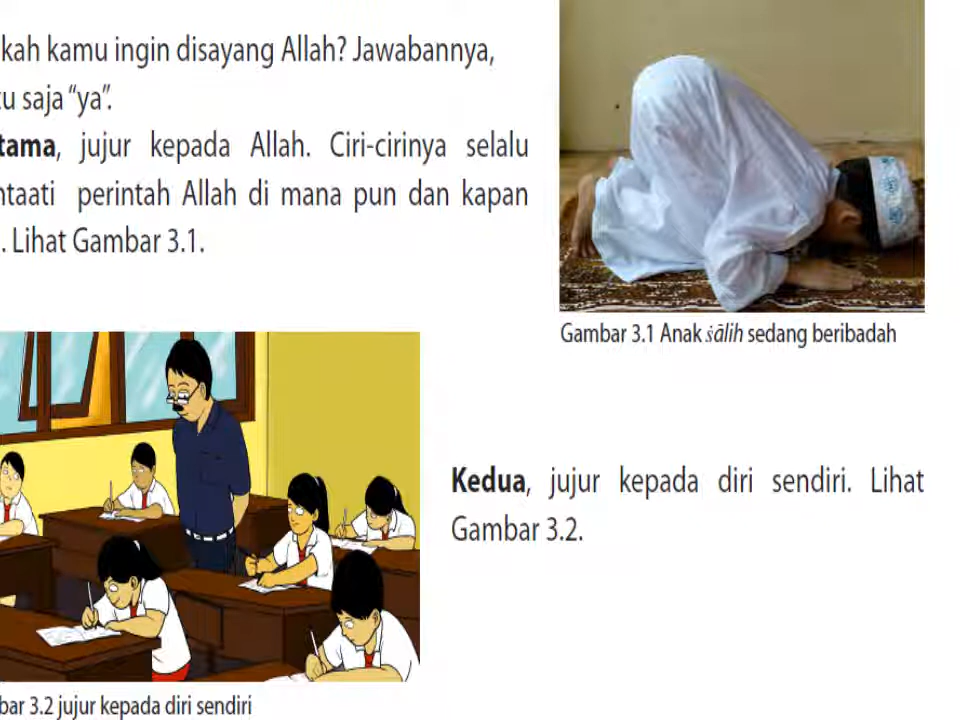 kah kamu ingin disayang Allah? Jawabannya,
tu saja “ya”.
tama, jujur kepada Allah. Ciri-cirinya selalu
ntaati perintah Allah di mana pun dan kapan
. Lihat Gambar 3.1.
Gambar 3.1 Anak ṡālih sedang beribadah
Kedua, jujur kepada diri sendiri. Lihat
Gambar 3.2.
bar 3.2 jujur kepada diri sendiri